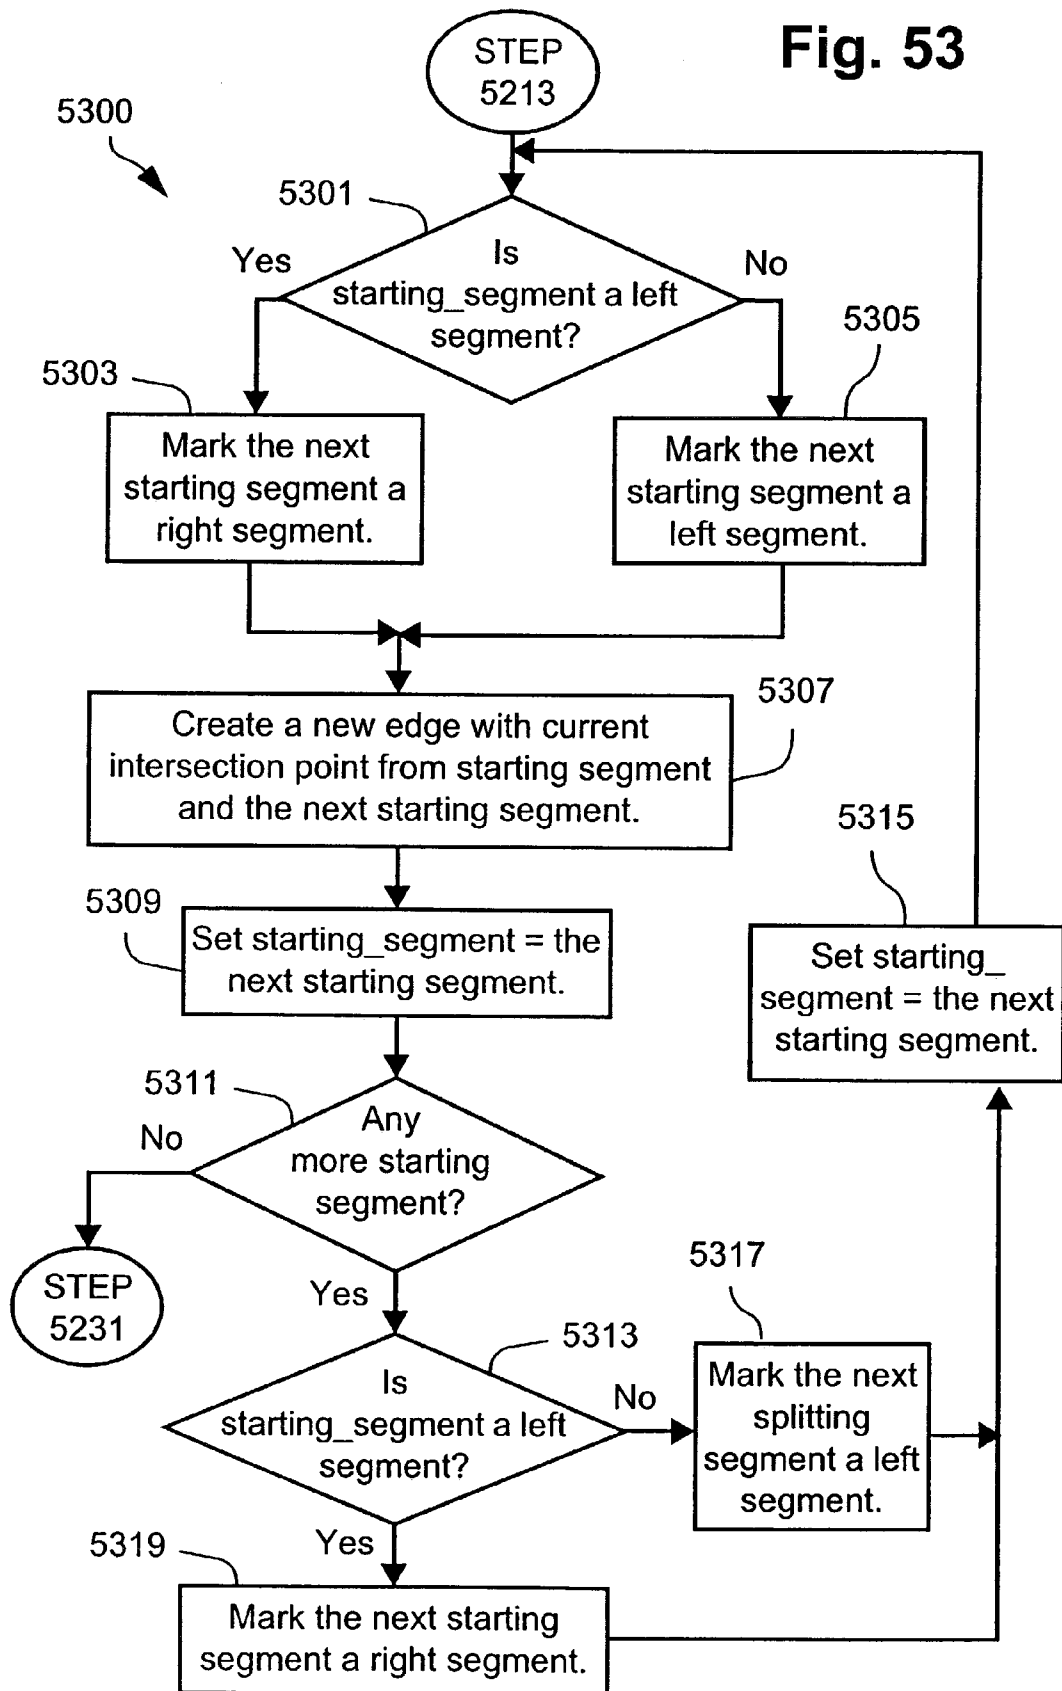 Fig. 53
STEP
5213
5300
5301
Is
starting_segment a left
segment?
Yes
No
5303
5305
Mark the next
starting segment a
right segment.
Mark the next
starting segment a
left segment.
5307
Create a new edge with current
intersection point from starting segment
and the next starting segment.
5309
Set starting_segment = the
next starting segment.
5315
Set starting_
segment = the next
starting segment.
5311
Any
more starting
segment?
No
STEP
5231
Yes
5313
Is
starting_segment a left
segment?
No
5317
Mark the next
splitting
segment a left
segment.
Yes
5319
Mark the next starting
segment a right segment.